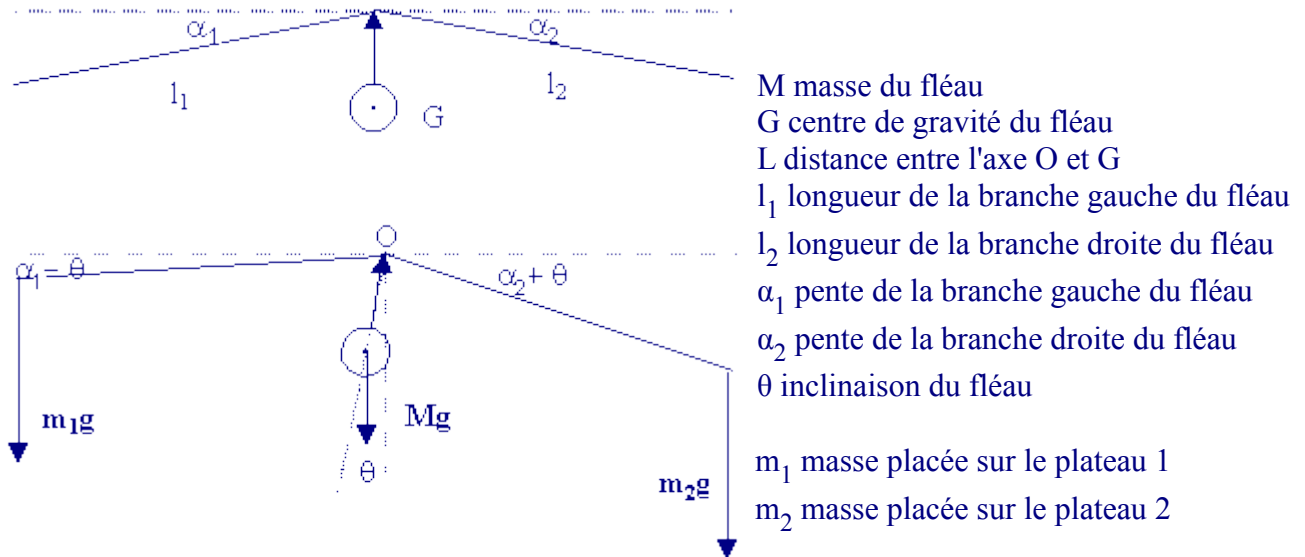 α₁ α₂
l₁ l₂
G
M masse du fléau
G centre de gravité du fléau
L distance entre l'axe O et G
l₁ longueur de la branche gauche du fléau
l₂ longueur de la branche droite du fléau
α₁ pente de la branche gauche du fléau
α₂ pente de la branche droite du fléau
θ inclinaison du fléau
m₁ masse placée sur le plateau 1
m₂ masse placée sur le plateau 2
O
α₁ – θ
α₂ + θ
m₁g
Mg
θ
m₂g